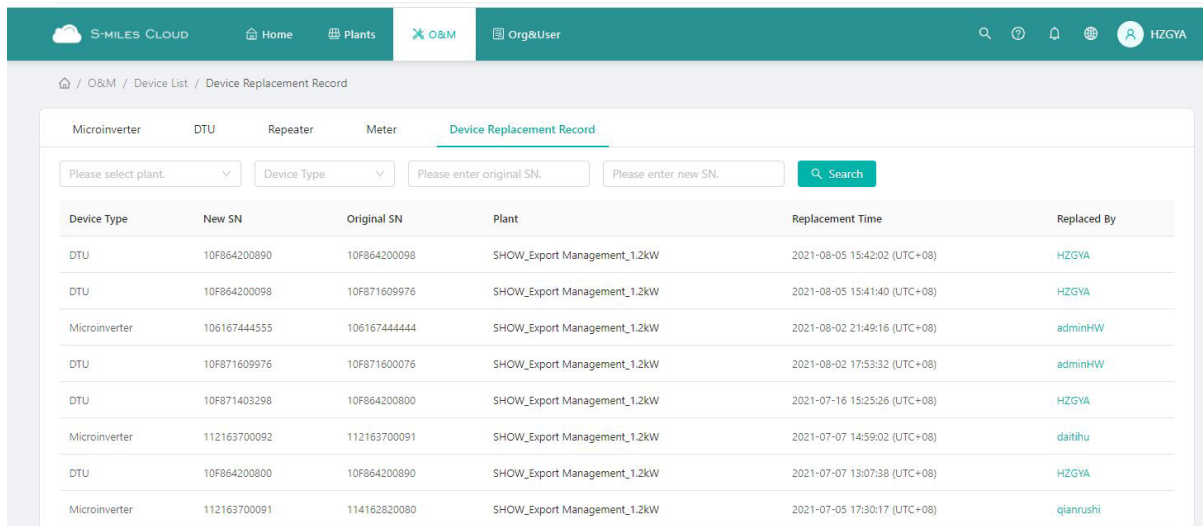 S-MILES CLOUD Home Plants O&M Org&User HZGYA
/ O&M / Device List / Device Replacement Record
Microinverter DTU Repeater Meter Device Replacement Record
Please select plant. Device Type Please enter original SN. Please enter new SN. Search
Device Type New SN Original SN Plant Replacement Time Replaced By
DTU 10F864200890 10F864200098 SHOW_Export Management_1.2kW 2021-08-05 15:42:02 (UTC+08) HZGYA
DTU 10F864200098 10F871609976 SHOW_Export Management_1.2kW 2021-08-05 15:41:40 (UTC+08) HZGYA
Microinverter 106167444555 106167444444 SHOW_Export Management_1.2kW 2021-08-02 21:49:16 (UTC+08) adminHW
DTU 10F871609976 10F871600076 SHOW_Export Management_1.2kW 2021-08-02 17:53:32 (UTC+08) adminHW
DTU 10F871403298 10F864200800 SHOW_Export Management_1.2kW 2021-07-16 15:25:26 (UTC+08) HZGYA
Microinverter 112163700092 112163700091 SHOW_Export Management_1.2kW 2021-07-07 14:59:02 (UTC+08) daitihu
DTU 10F864200800 10F864200890 SHOW_Export Management_1.2kW 2021-07-07 13:07:38 (UTC+08) HZGYA
Microinverter 112163700091 114162820080 SHOW_Export Management_1.2kW 2021-07-05 17:30:17 (UTC+08) qianrushi